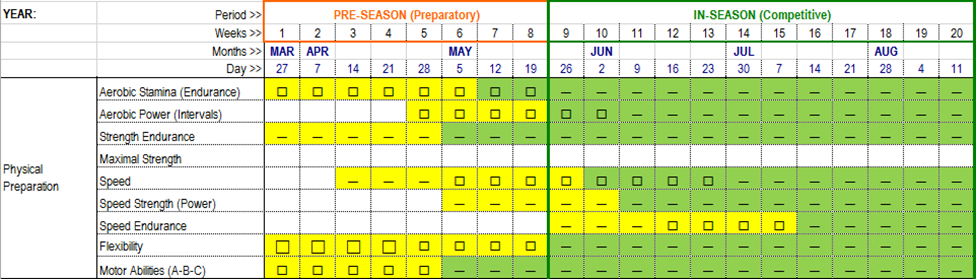 YEAR: Period >> PRE-SEASON (Preparatory) IN-SEASON (Competitive)
Weeks >> 1 2 3 4 5 6 7 8 9 10 11 12 13 14 15 16 17 18 19 20
Months >> MAR APR MAY JUN JUL AUG
Day >> 27 7 14 21 28 5 12 19 26 2 9 16 23 30 7 14 21 28 4 11
Aerobic Stamina (Endurance) □ □ □ □ □ □ □ □ — — — — — — — — — — — —
Aerobic Power (Intervals) □ □ □ □ □ □ — — — — — — — — — —
Strength Endurance — — — — — — — — — — — — — — — — — — — —
Maximal Strength
Physical Preparation
Speed — — — □ □ □ □ □ □ □ □ — — — — — — —
Speed Strength (Power) — — — — — — — — — — — — — — —
Speed Endurance — — — □ □ □ □ — — — — —
Flexibility □ □ □ □ □ □ □ □ — — — — — — — — — — — —
Motor Abilities (A-B-C) □ □ □ □ □ — — — — — — — — — — — — — — —